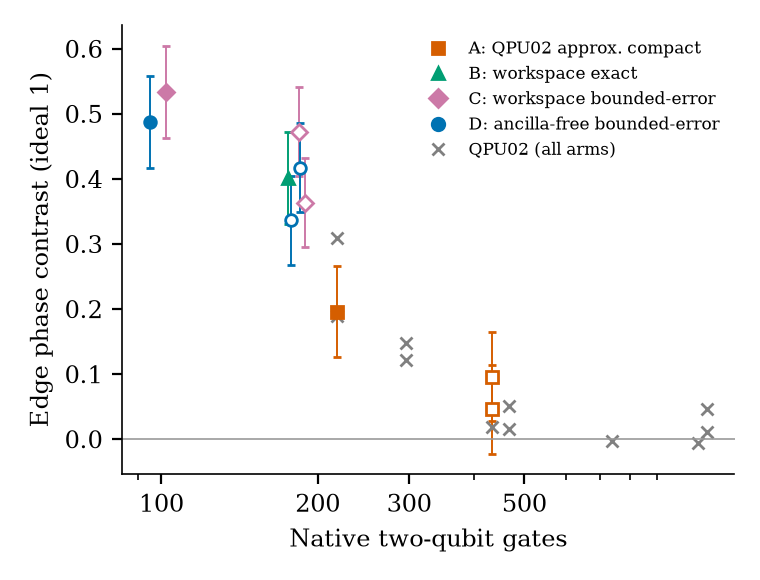 A: QPU02 approx. compact
B: workspace exact
C: workspace bounded-error
D: ancilla-free bounded-error
QPU02 (all arms)
Edge phase contrast (ideal 1)
0.6
0.5
0.4
0.3
0.2
0.1
0.0
100 200 300 500
Native two-qubit gates